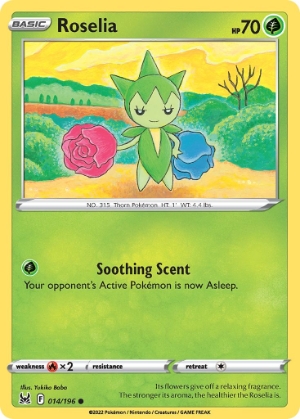 BASIC Roselia HP70
NO. 315 Thorn Pokémon HT: 1' WT: 4.4 lbs.
Soothing Scent
Your opponent's Active Pokémon is now Asleep.
weakness ×2 resistance retreat
Illus. Yukiko Baba
F 014/196
Its flowers give off a relaxing fragrance.
The stronger its aroma, the healthier the Roselia is.
©2022 Pokémon / Nintendo / Creatures / GAME FREAK